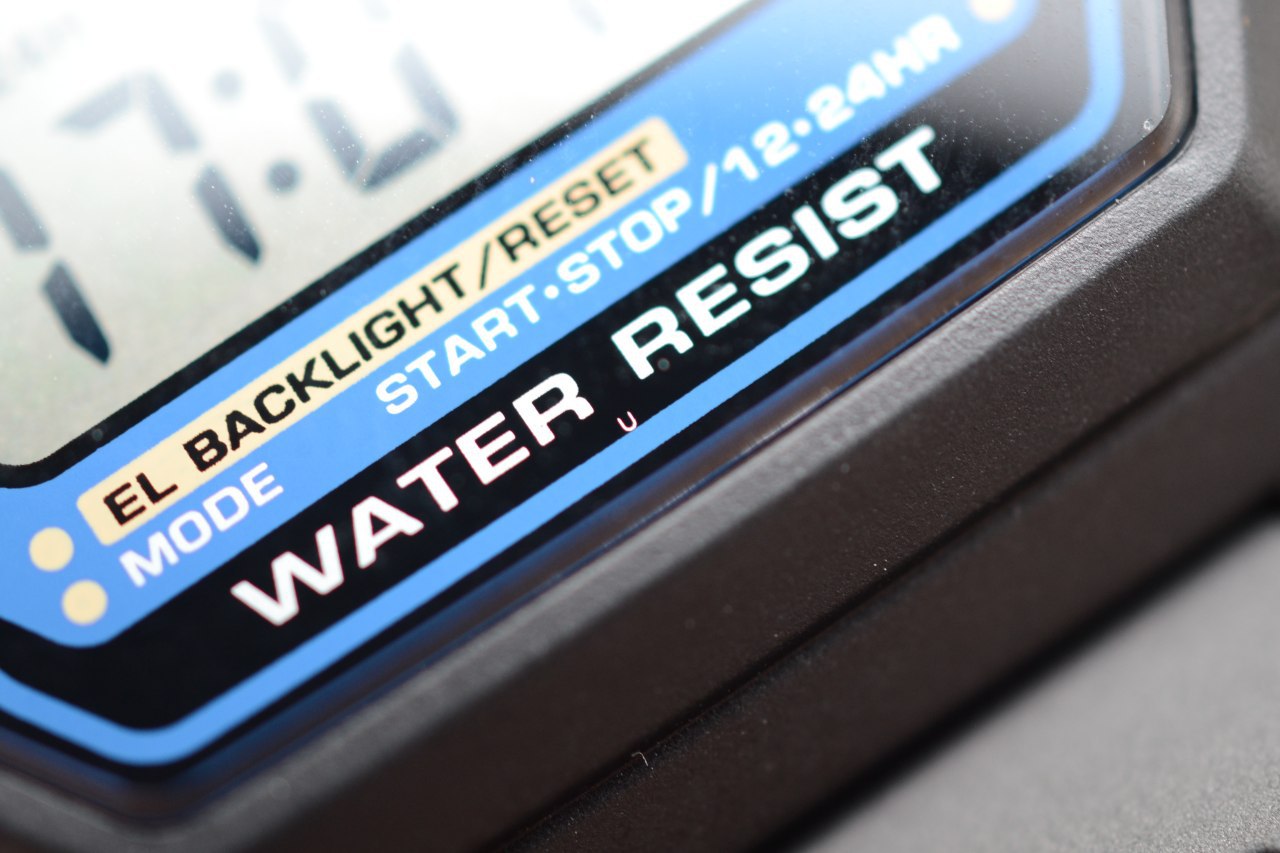 EL BACKLIGHT/RESET
MODE START•STOP/12•24HR
WATER RESIST
U